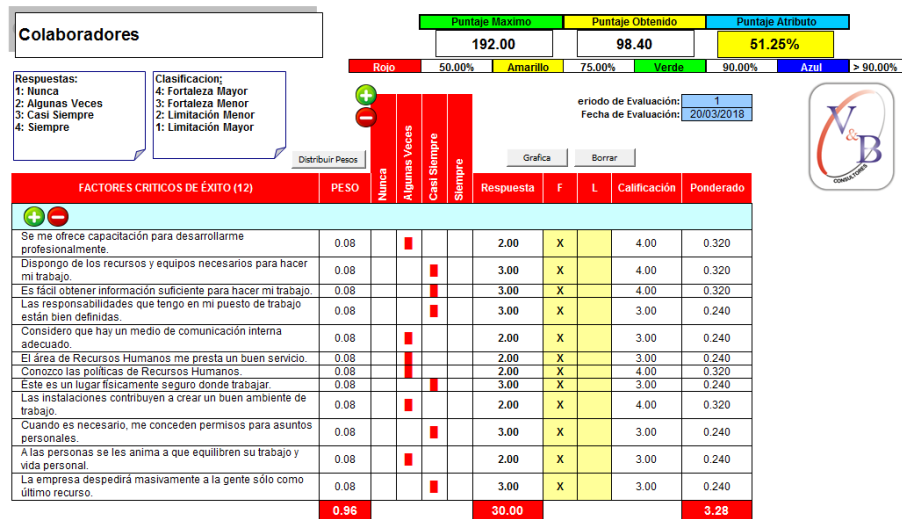 Colaboradores
Puntaje Maximo Puntaje Obtenido Puntaje Atributo
192.00 98.40 51.25%
Rojo 50.00% Amarillo 75.00% Verde 90.00% Azul > 90.00%
Respuestas:
1: Nunca
2: Algunas Veces
3: Casi Siempre
4: Siempre
Clasificacion;
4: Fortaleza Mayor
3: Fortaleza Menor
2: Limitación Menor
1: Limitación Mayor
eriodo de Evaluación: 1
Fecha de Evaluación: 20/03/2018
V&B
CONSULTORES
Distribuir Pesos
Grafica
Borrar
FACTORES CRITICOS DE ÉXITO (12) PESO Nunca Algunas Veces Casi Siempre Siempre Respuesta F L Calificación Ponderado
Se me ofrece capacitación para desarrollarme
profesionalmente. 0.08 2.00 X 4.00 0.320
Dispongo de los recursos y equipos necesarios para hacer
mi trabajo. 0.08 3.00 X 4.00 0.320
Es fácil obtener información suficiente para hacer mi trabajo. 0.08 3.00 X 4.00 0.320
Las responsabilidades que tengo en mi puesto de trabajo
están bien definidas. 0.08 3.00 X 3.00 0.240
Considero que hay un medio de comunicación interna
adecuado. 0.08 2.00 X 3.00 0.240
El área de Recursos Humanos me presta un buen servicio. 0.08 2.00 X 3.00 0.240
Conozco las políticas de Recursos Humanos. 0.08 2.00 X 4.00 0.320
Éste es un lugar físicamente seguro donde trabajar. 0.08 3.00 X 3.00 0.240
Las instalaciones contribuyen a crear un buen ambiente de
trabajo. 0.08 2.00 X 4.00 0.320
Cuando es necesario, me conceden permisos para asuntos
personales. 0.08 3.00 X 3.00 0.240
A las personas se les anima a que equilibren su trabajo y
vida personal. 0.08 2.00 X 3.00 0.240
La empresa despedirá masivamente a la gente sólo como
último recurso. 0.08 3.00 X 3.00 0.240
0.96 30.00 3.28